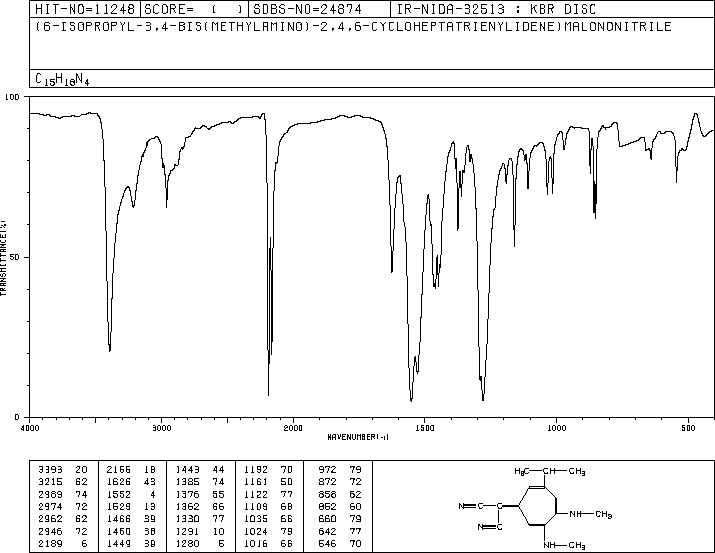 HIT-NO=11248 SCORE= ( ) SDBS-NO=24874 IR-NIDA-32513 : KBR DISC
(6-ISOPROPYL-3,4-BIS(METHYLAMINO)-2,4,6-CYCLOHEPTATRIENYLIDENE)MALONONITRILE
C15H18N4
100
50
0
TRANSMITTANCE(%)
4000 3000 2000 1500 1000 500
WAVENUMBER(-1)
3393 20 2166 18 1443 44 1192 70 972 79
3215 62 1626 43 1385 74 1161 50 872 72
2989 74 1552 4 1376 55 1122 77 858 62
2974 72 1529 13 1362 66 1109 68 852 60
2962 62 1466 39 1330 77 1035 66 660 79
2946 72 1460 38 1291 10 1024 79 642 77
2189 6 1449 39 1280 5 1016 66 546 70
H3C CH CH3
N C
C
N
NH CH3
NH CH3